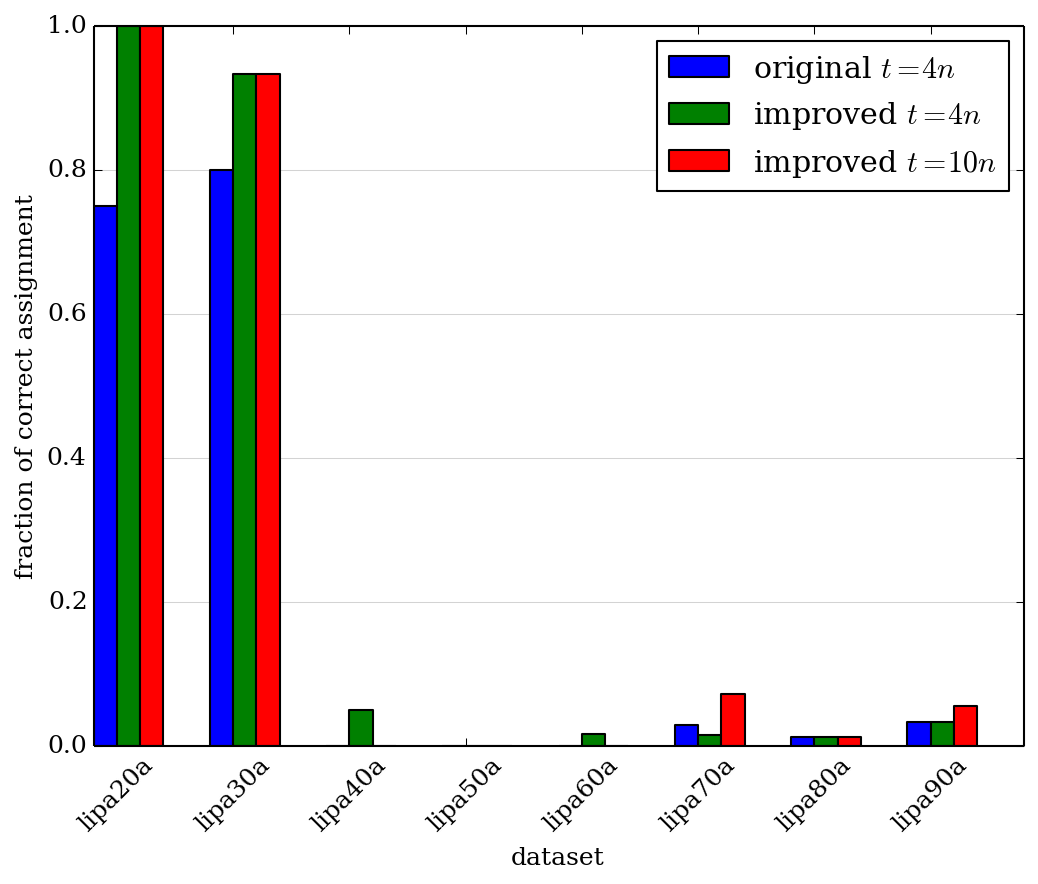 1.0
0.8
0.6
0.4
0.2
0.0
fraction of correct assignment
original t=4n
improved t=4n
improved t=10n
lipa20a
lipa30a
lipa40a
lipa50a
lipa60a
lipa70a
lipa80a
lipa90a
dataset